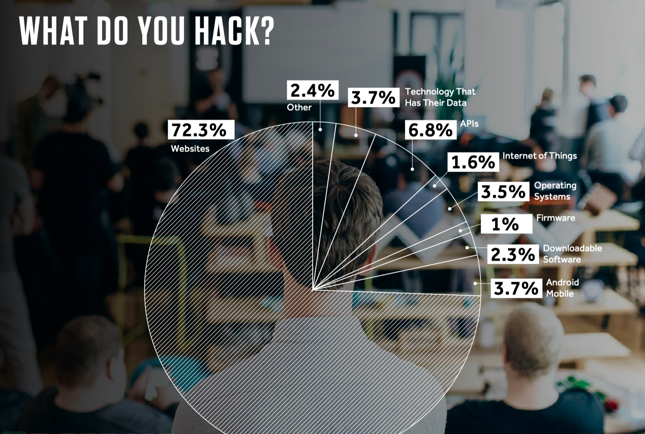 WHAT DO YOU HACK?
2.4%
Other
3.7%
Technology That
Has Their Data
72.3%
Websites
6.8%
APIs
1.6%
Internet of Things
3.5%
Operating
Systems
1%
Firmware
2.3%
Downloadable
Software
3.7%
Android
Mobile